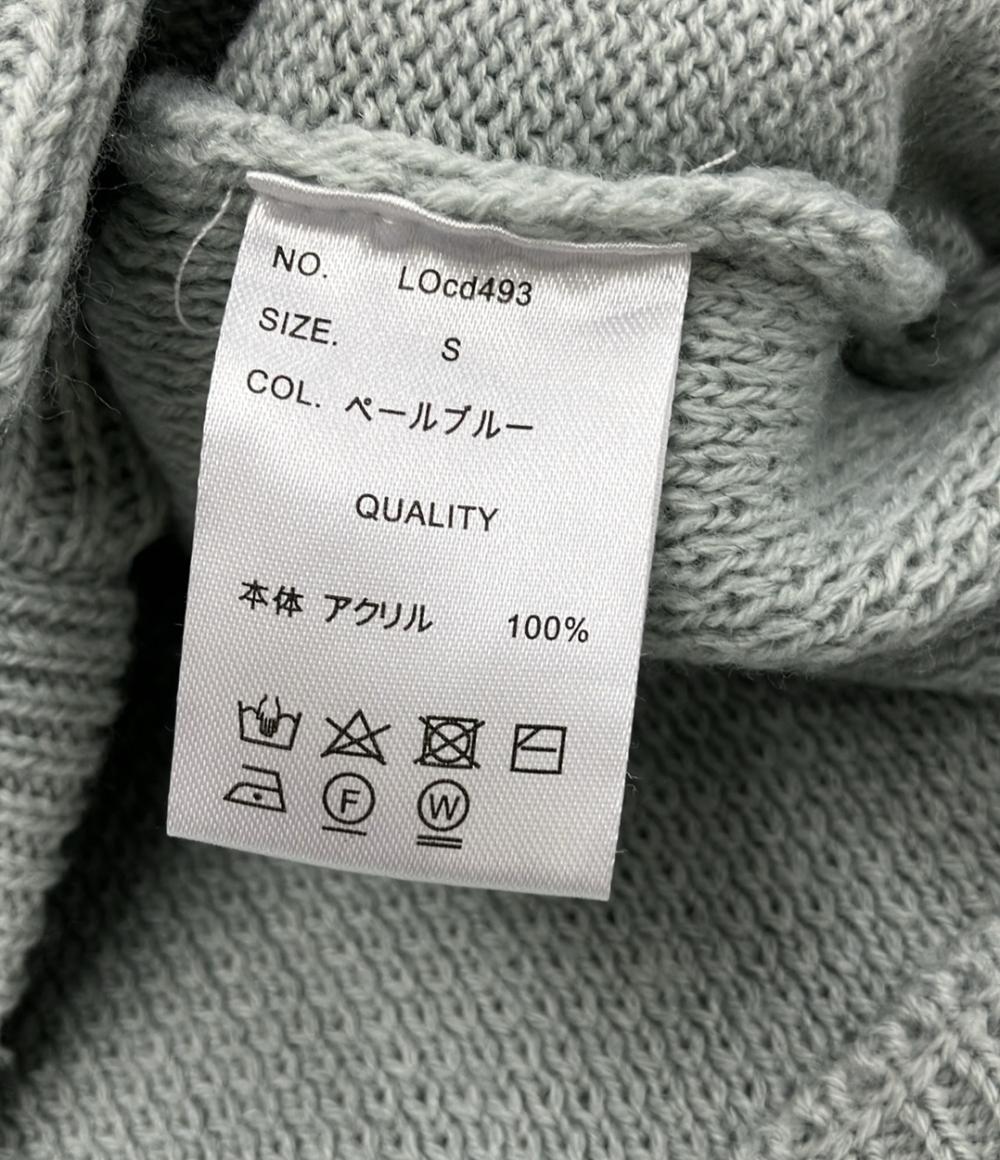 NO. LOcd493
SIZE. S
COL. ペールブルー
QUALITY
本体 アクリル 100%
F W